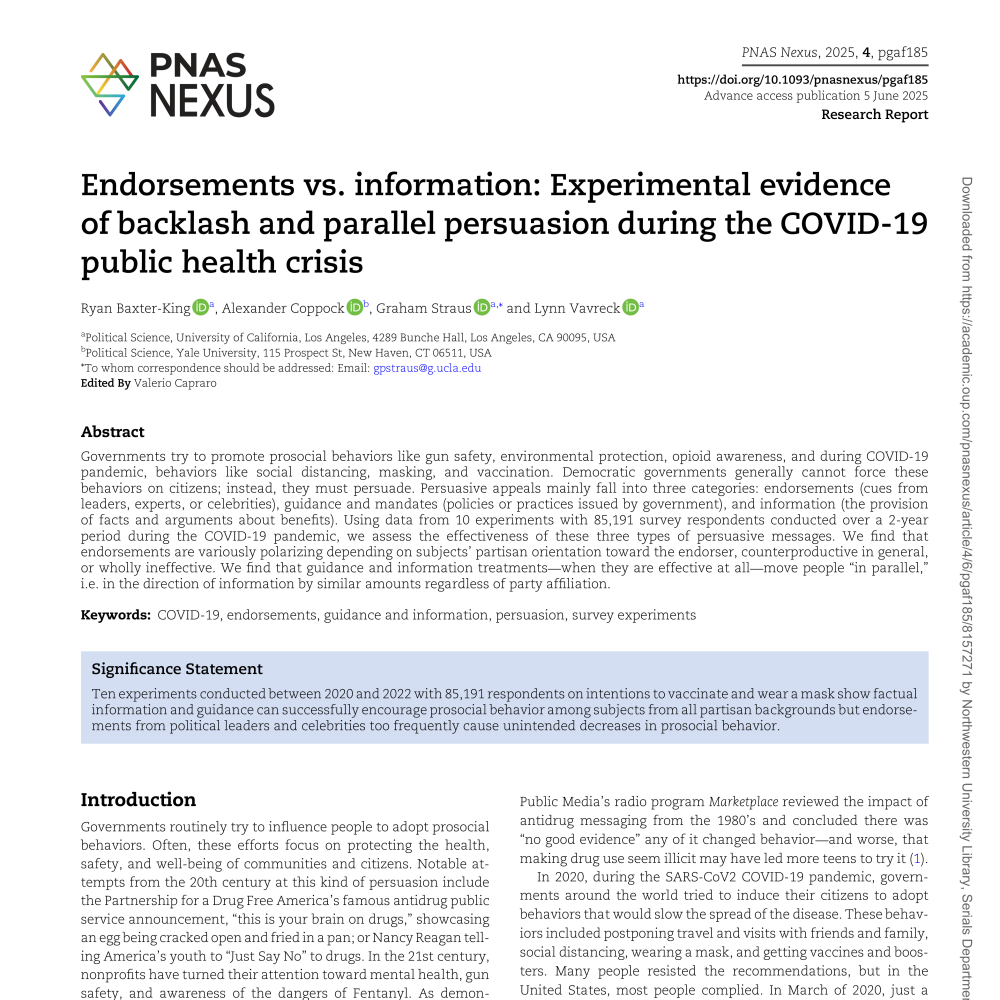 PNAS
NEXUS
PNAS Nexus, 2025, 4, pgaf185
https://doi.org/10.1093/pnasnexus/pgaf185
Advance access publication 5 June 2025
Research Report
Endorsements vs. information: Experimental evidence
of backlash and parallel persuasion during the COVID-19
public health crisis
Ryan Baxter-King iD a, Alexander Coppock iD b, Graham Straus iD a,* and Lynn Vavreck iD a
aPolitical Science, University of California, Los Angeles, 4289 Bunche Hall, Los Angeles, CA 90095, USA
bPolitical Science, Yale University, 115 Prospect St, New Haven, CT 06511, USA
*To whom correspondence should be addressed: Email: gpstraus@g.ucla.edu
Edited By Valerio Capraro
Abstract
Governments try to promote prosocial behaviors like gun safety, environmental protection, opioid awareness, and during COVID-19
pandemic, behaviors like social distancing, masking, and vaccination. Democratic governments generally cannot force these
behaviors on citizens; instead, they must persuade. Persuasive appeals mainly fall into three categories: endorsements (cues from
leaders, experts, or celebrities), guidance and mandates (policies or practices issued by government), and information (the provision
of facts and arguments about benefits). Using data from 10 experiments with 85,191 survey respondents conducted over a 2-year
period during the COVID-19 pandemic, we assess the effectiveness of these three types of persuasive messages. We find that
endorsements are variously polarizing depending on subjects' partisan orientation toward the endorser, counterproductive in general,
or wholly ineffective. We find that guidance and information treatments—when they are effective at all—move people “in parallel,”
i.e. in the direction of information by similar amounts regardless of party affiliation.
Keywords: COVID-19, endorsements, guidance and information, persuasion, survey experiments
Significance Statement
Ten experiments conducted between 2020 and 2022 with 85,191 respondents on intentions to vaccinate and wear a mask show factual
information and guidance can successfully encourage prosocial behavior among subjects from all partisan backgrounds but endorse-
ments from political leaders and celebrities too frequently cause unintended decreases in prosocial behavior.
Introduction
Governments routinely try to influence people to adopt prosocial
behaviors. Often, these efforts focus on protecting the health,
safety, and well-being of communities and citizens. Notable at-
tempts from the 20th century at this kind of persuasion include
the Partnership for a Drug Free America's famous antidrug public
service announcement, “this is your brain on drugs,” showcasing
an egg being cracked open and fried in a pan; or Nancy Reagan tell-
ing America's youth to “Just Say No” to drugs. In the 21st century,
nonprofits have turned their attention toward mental health, gun
safety, and awareness of the dangers of Fentanyl. As demon-
Public Media's radio program Marketplace reviewed the impact of
antidrug messaging from the 1980's and concluded there was
“no good evidence” any of it changed behavior—and worse, that
making drug use seem illicit may have led more teens to try it (1).
In 2020, during the SARS-CoV2 COVID-19 pandemic, govern-
ments around the world tried to induce their citizens to adopt
behaviors that would slow the spread of the disease. These behav-
iors included postponing travel and visits with friends and family,
social distancing, wearing a mask, and getting vaccines and boos-
ters. Many people resisted the recommendations, but in the
United States, most people complied. In March of 2020, just a
Downloaded from https://academic.oup.com/pnasnexus/article/4/6/pgaf185/8157271 by Northwestern University Library, Serials Departme